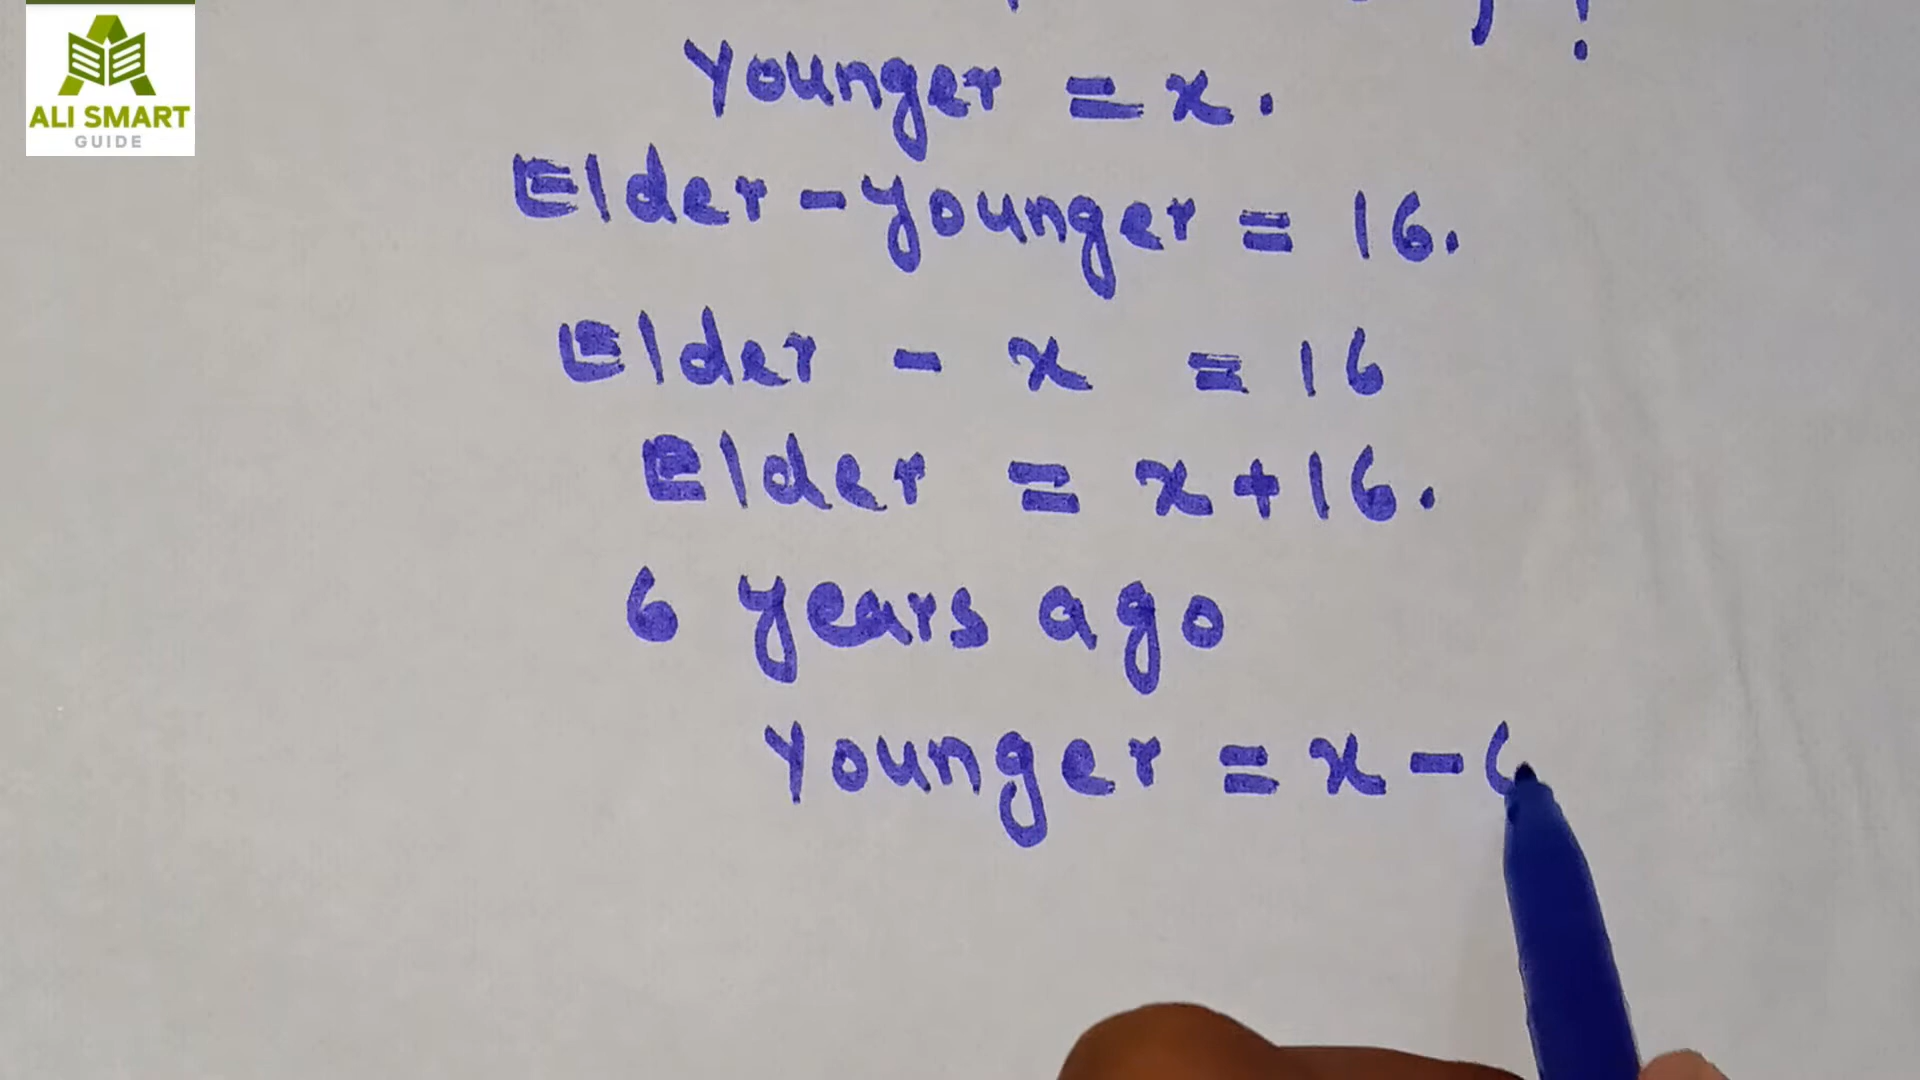 ALI SMART
GUIDE
Younger = x.
Elder - younger = 16.
Elder - x = 16
Elder = x + 16.
6 years ago
Younger = x - 6